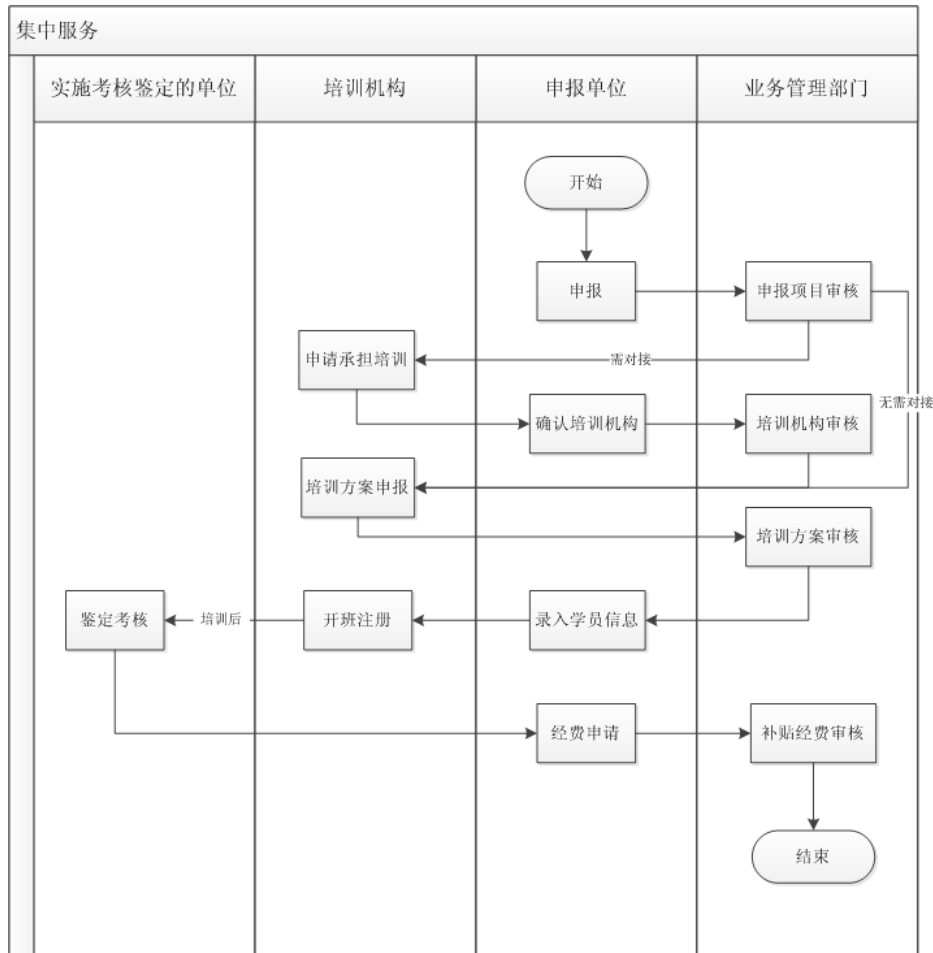 集中服务
实施考核鉴定的单位
培训机构
申报单位
业务管理部门
开始
申报
申报项目审核
申请承担培训
需对接
无需对接
确认培训机构
培训机构审核
培训方案申报
培训方案审核
鉴定考核
培训后
开班注册
录入学员信息
经费申请
补贴经费审核
结束